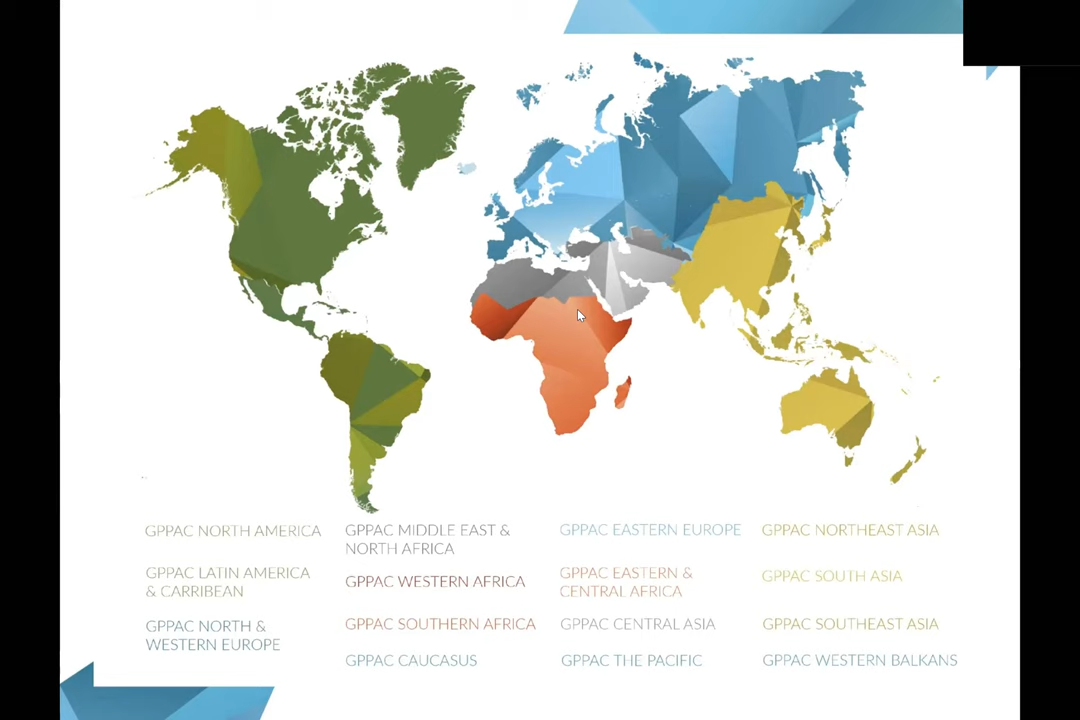 GPPAC NORTH AMERICA
GPPAC MIDDLE EAST &
NORTH AFRICA
GPPAC EASTERN EUROPE
GPPAC NORTHEAST ASIA
GPPAC LATIN AMERICA
& CARRIBEAN
GPPAC WESTERN AFRICA
GPPAC EASTERN &
CENTRAL AFRICA
GPPAC SOUTH ASIA
GPPAC NORTH &
WESTERN EUROPE
GPPAC SOUTHERN AFRICA
GPPAC CENTRAL ASIA
GPPAC SOUTHEAST ASIA
GPPAC CAUCASUS
GPPAC THE PACIFIC
GPPAC WESTERN BALKANS